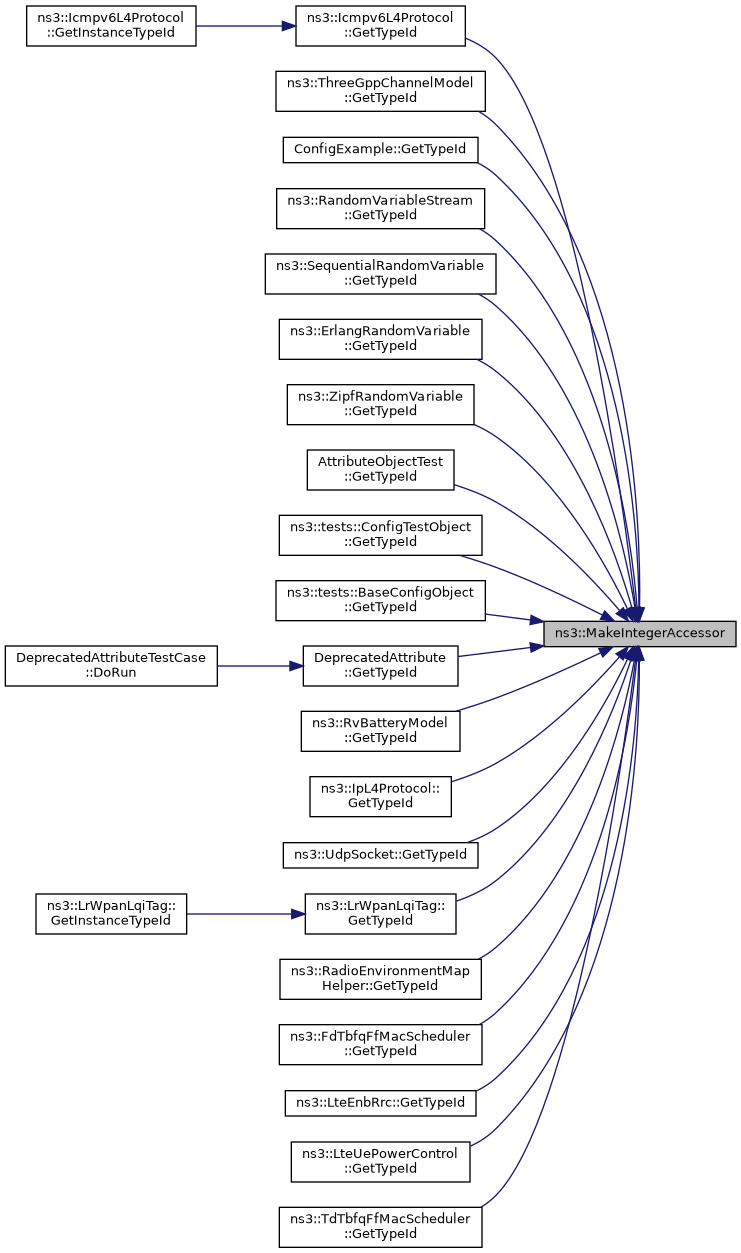 ns3::Icmpv6L4Protocol
::GetInstanceTypeId
ns3::Icmpv6L4Protocol
::GetTypeId
ns3::ThreeGppChannelModel
::GetTypeId
ConfigExample::GetTypeId
ns3::RandomVariableStream
::GetTypeId
ns3::SequentialRandomVariable
::GetTypeId
ns3::ErlangRandomVariable
::GetTypeId
ns3::ZipfRandomVariable
::GetTypeId
AttributeObjectTest
::GetTypeId
ns3::tests::ConfigTestObject
::GetTypeId
ns3::tests::BaseConfigObject
::GetTypeId
ns3::MakeIntegerAccessor
DeprecatedAttributeTestCase
::DoRun
DeprecatedAttribute
::GetTypeId
ns3::RvBatteryModel
::GetTypeId
ns3::IpL4Protocol::
GetTypeId
ns3::UdpSocket::GetTypeId
ns3::LrWpanLqiTag::
GetInstanceTypeId
ns3::LrWpanLqiTag::
GetTypeId
ns3::RadioEnvironmentMap
Helper::GetTypeId
ns3::FdTbfqFfMacScheduler
::GetTypeId
ns3::LteEnbRrc::GetTypeId
ns3::LteUePowerControl
::GetTypeId
ns3::TdTbfqFfMacScheduler
::GetTypeId